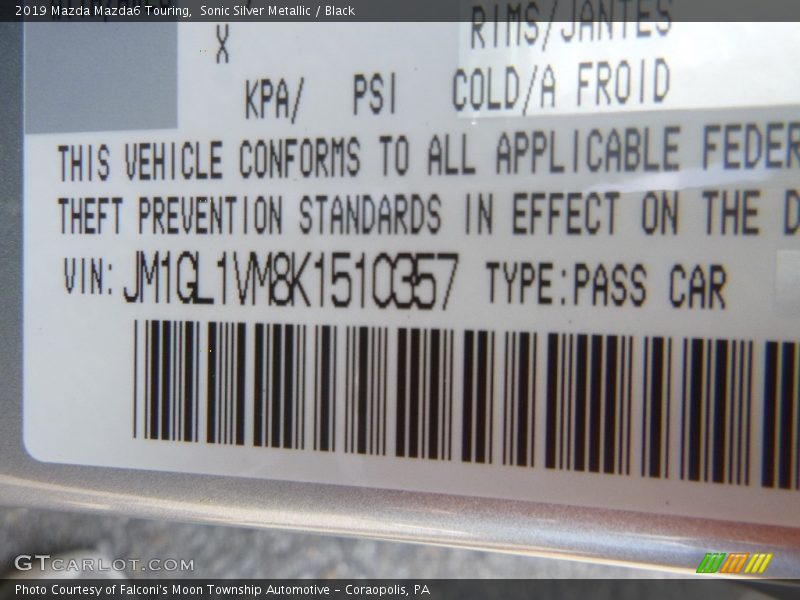 2019 Mazda Mazda6 Touring, Sonic Silver Metallic / Black
RIMS/JANTES
X
KPA/ PSI COLD/A FROID
THIS VEHICLE CONFORMS TO ALL APPLICABLE FEDER
THEFT PREVENTION STANDARDS IN EFFECT ON THE D
VIN: JM1GL1VM8K1510357 TYPE:PASS CAR
GTCARLOT.COM
Photo Courtesy of Falconi's Moon Township Automotive - Coraopolis, PA